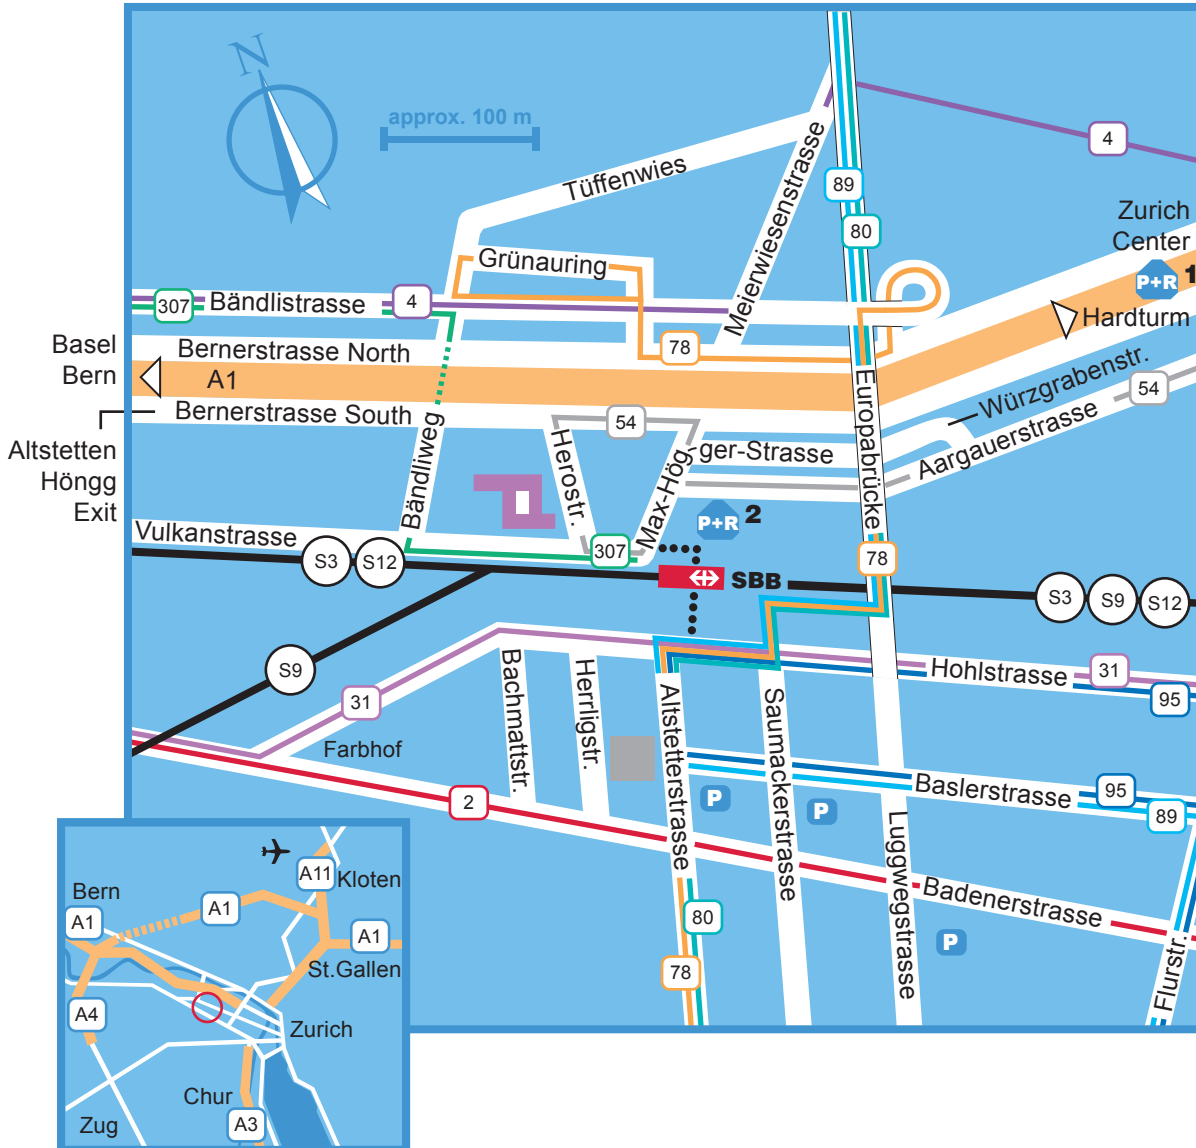 N
approx. 100 m
Tüffenwies
Meierwiesenstrasse
89
80
4
Zurich
Center
P+R 1
Hardturm
Grünauring
307
Bändlistrasse
4
78
Basel
Bern
Bernerstrasse North
A1
Bernerstrasse South
Altstetten
Höngg
Exit
54
Herostr.
Max-Hög
ger-Strasse
Europabrücke
Würzgrabenstr.
Aargauerstrasse
54
Bändliweg
P+R 2
Vulkanstrasse
S3
S12
307
SBB
78
S3
S9
S12
S9
31
Farbhof
Bachmattstr.
Herrligstr.
Altstetterstrasse
Saumackerstrasse
Hohlstrasse
31
95
Baslerstrasse
95
89
P
P
2
Luggwegstrasse
Badenerstrasse
P
80
78
Flurstr.
Bern
A1
A1
A11
Kloten
A1
St.Gallen
A4
Zurich
Chur
A3
Zug